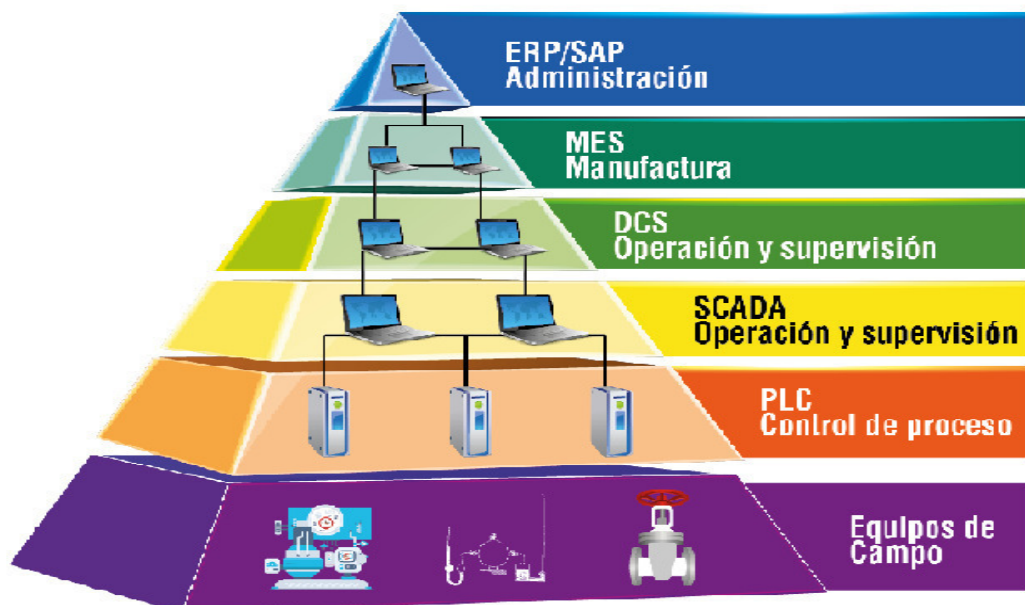 ERP/SAP
Administración
MES
Manufactura
DCS
Operación y supervisión
SCADA
Operación y supervisión
PLC
Control de proceso
Equipos de
Campo